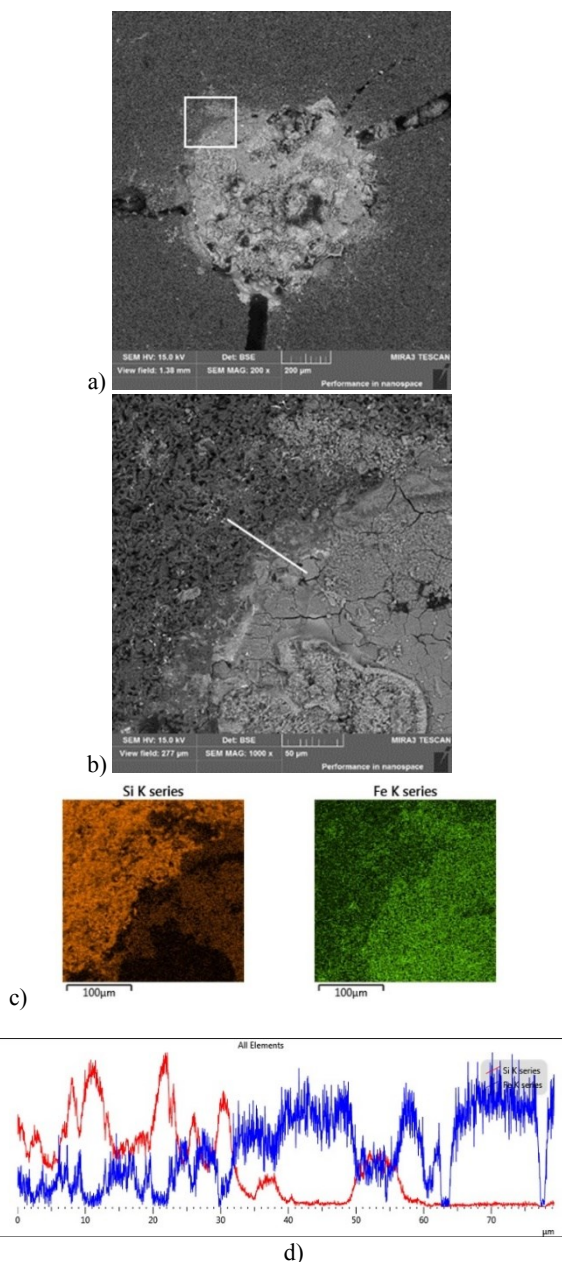 SEM HV: 15.0 kV Det: BSE MIRA3 TESCAN
View field: 1.38 mm SEM MAG: 200 x 200 µm
Performance in nanospace
a)
SEM HV: 15.0 kV Det: BSE MIRA3 TESCAN
View field: 277 µm SEM MAG: 1000 x 50 µm
Performance in nanospace
b)
Si K series Fe K series
100µm 100µm
c)
All Elements
Si K series
Fe K series
0 10 20 30 40 50 60 70
µm
d)